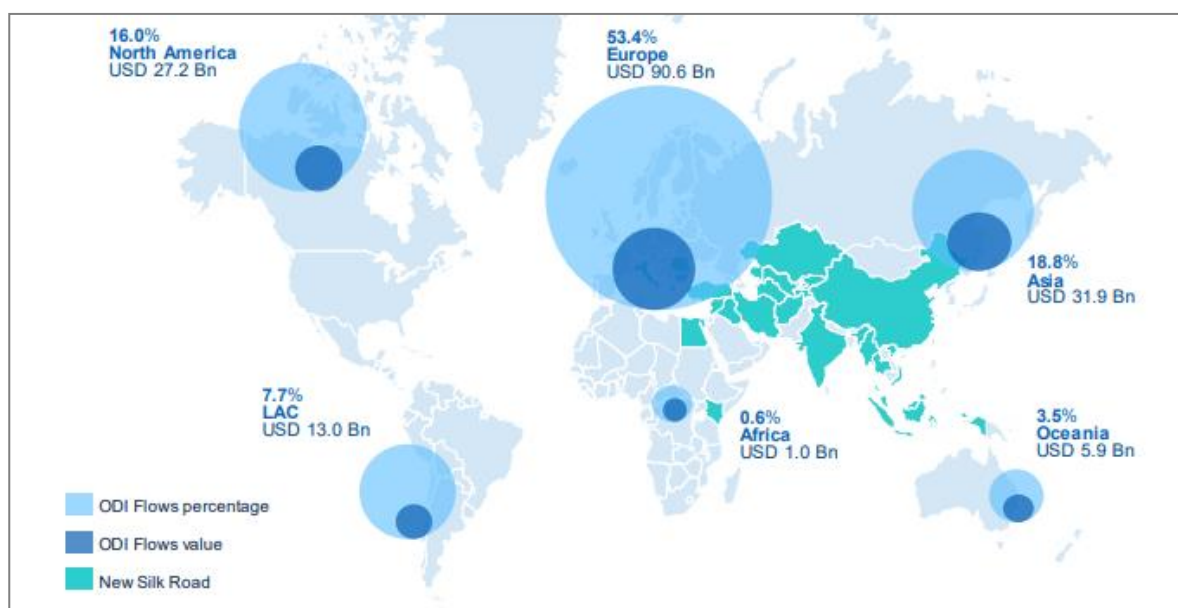 16.0%
North America
USD 27.2 Bn
53.4%
Europe
USD 90.6 Bn
18.8%
Asia
USD 31.9 Bn
7.7%
LAC
USD 13.0 Bn
0.6%
Africa
USD 1.0 Bn
3.5%
Oceania
USD 5.9 Bn
ODI Flows percentage
ODI Flows value
New Silk Road